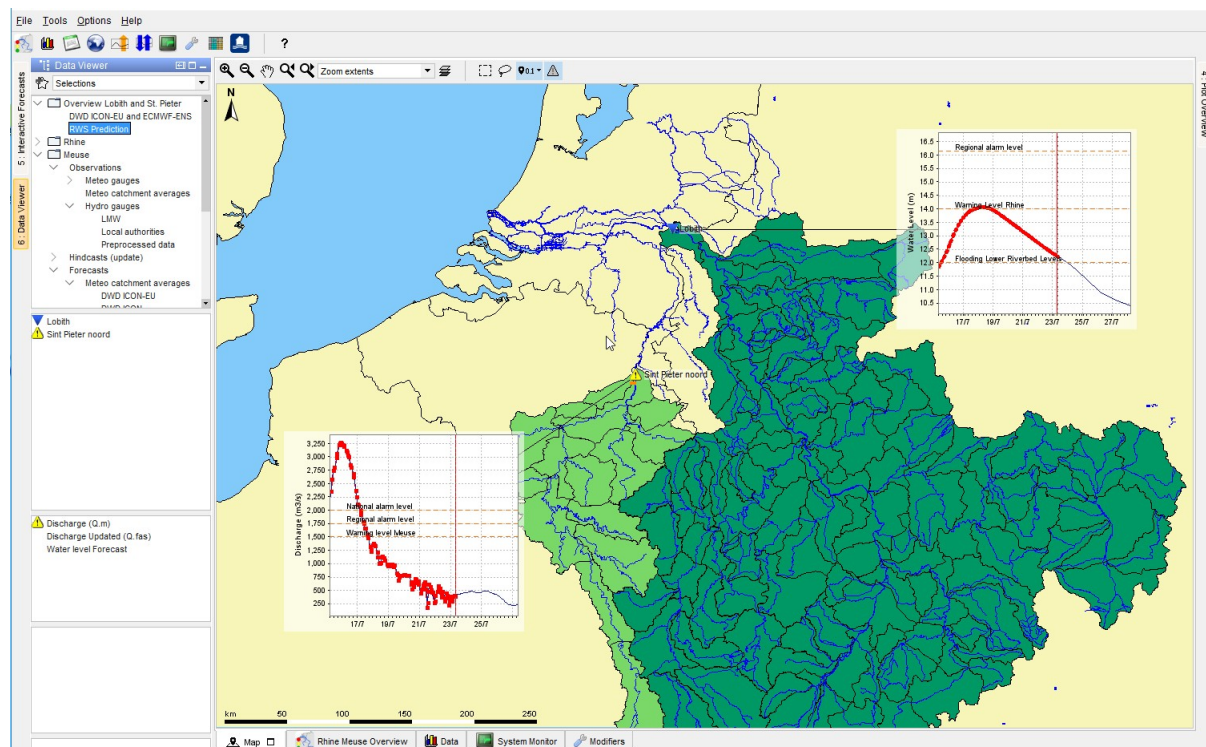 File Tools Options Help
?
5 : Interactive Forecasts
6 : Data Viewer
Data Viewer
Selections
Overview Lobith and St. Pieter
DWD ICON-EU and ECMWF-ENS
RWS Prediction
Rhine
Meuse
Observations
Meteo gauges
Meteo catchment averages
Hydro gauges
LMW
Local authorities
Preprocessed data
Hindcasts (update)
Forecasts
Meteo catchment averages
DWD ICON-EU
Lobith
Sint Pieter noord
Discharge (Q.m)
Discharge Updated (Q.fas)
Water level Forecast
Zoom extents
0.1
N
Lobith
Sint Pieter noord
Water Level (m)
16.5
16.0
15.5
15.0
14.5
14.0
13.5
13.0
12.5
12.0
11.5
11.0
10.5
Regional alarm level
Warning Level Rhine
Flooding Lower Riverbed Levels
17/7 19/7 21/7 23/7 25/7 27/7
Discharge (m3/s)
3,250
3,000
2,750
2,500
2,250
2,000
1,750
1,500
1,250
1,000
750
500
250
National alarm level
Regional alarm level
Warning level Meuse
17/7 19/7 21/7 23/7 25/7
km 50 100 150 200 250
Map Rhine Meuse Overview Data System Monitor Modifiers